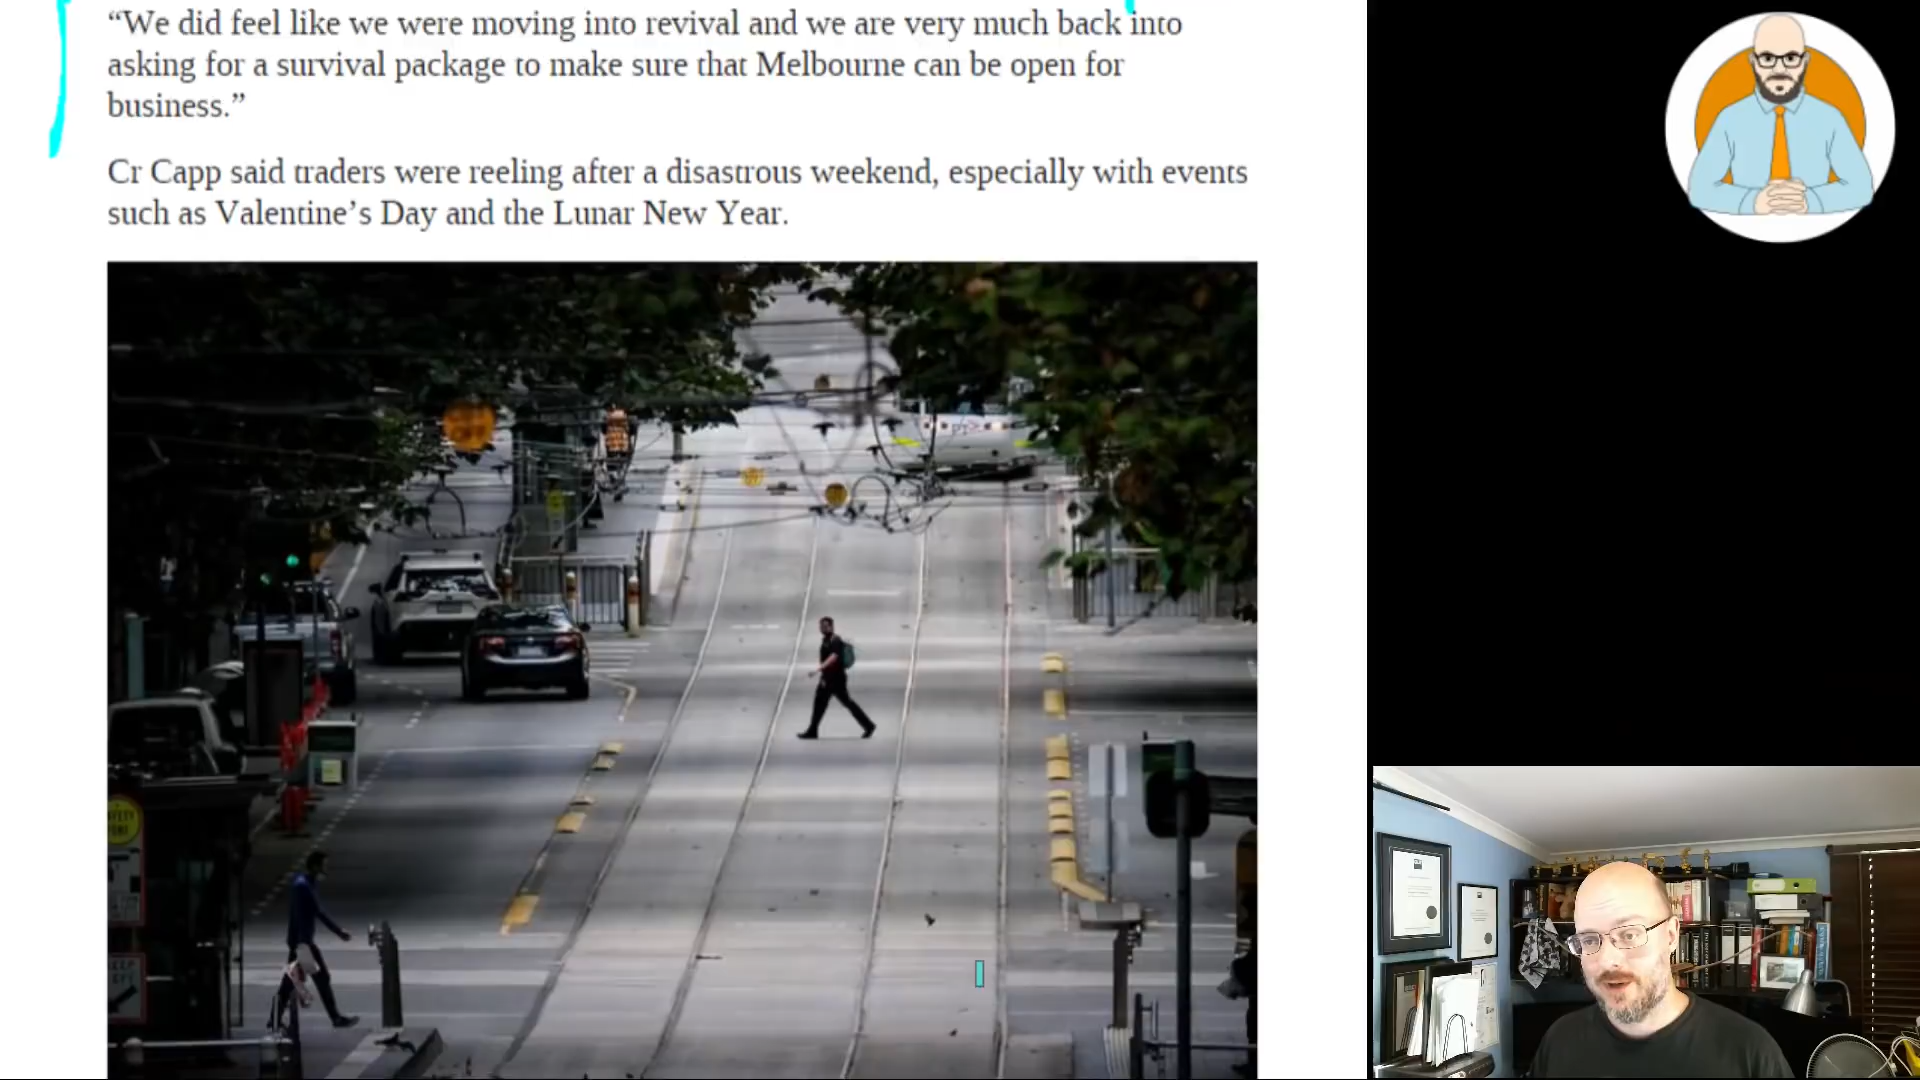 “We did feel like we were moving into revival and we are very much back into
asking for a survival package to make sure that Melbourne can be open for
business.”
Cr Capp said traders were reeling after a disastrous weekend, especially with events
such as Valentine’s Day and the Lunar New Year.